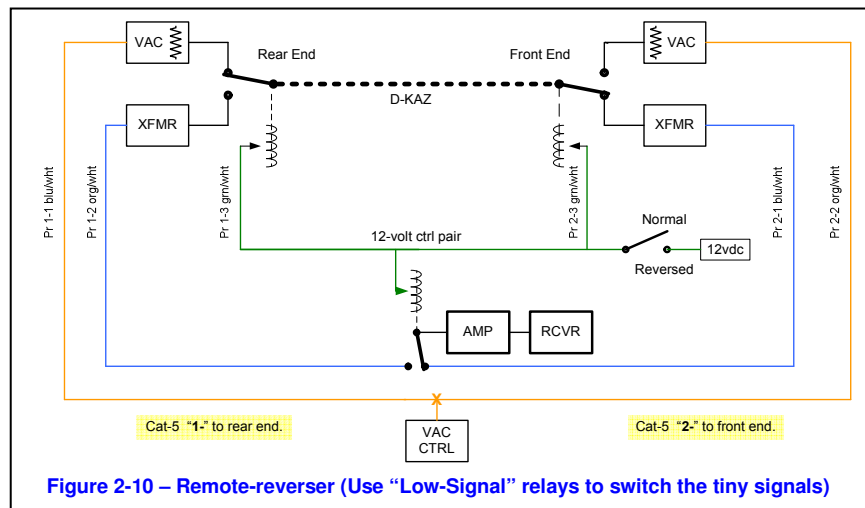 VAC
Rear End
Front End
VAC
D-KAZ
XFMR
XFMR
Pr 1-1 blu/wht
Pr 1-2 org/wht
Pr 1-3 grn/wht
Pr 2-3 grn/wht
Pr 2-1 blu/wht
Pr 2-2 org/wht
12-volt ctrl pair
Normal
12vdc
Reversed
AMP
RCVR
X
Cat-5 “1-” to rear end.
VAC
CTRL
Cat-5 “2-” to front end.
Figure 2-10 – Remote-reverser (Use “Low-Signal” relays to switch the tiny signals)